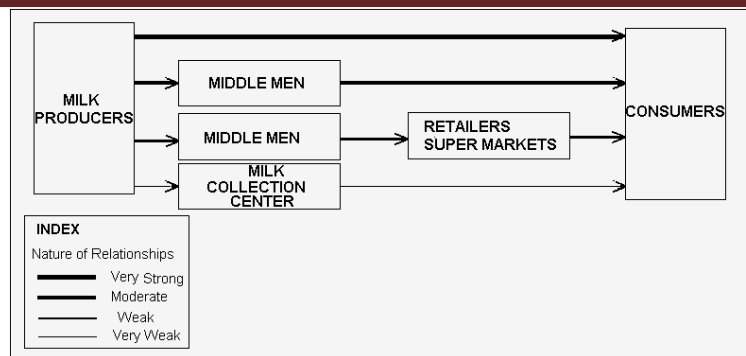 MILK
PRODUCERS
MIDDLE MEN
MIDDLE MEN
RETAILERS
SUPER MARKETS
MILK
COLLECTION
CENTER
CONSUMERS
INDEX
Nature of Relationships
Very Strong
Moderate
Weak
Very Weak